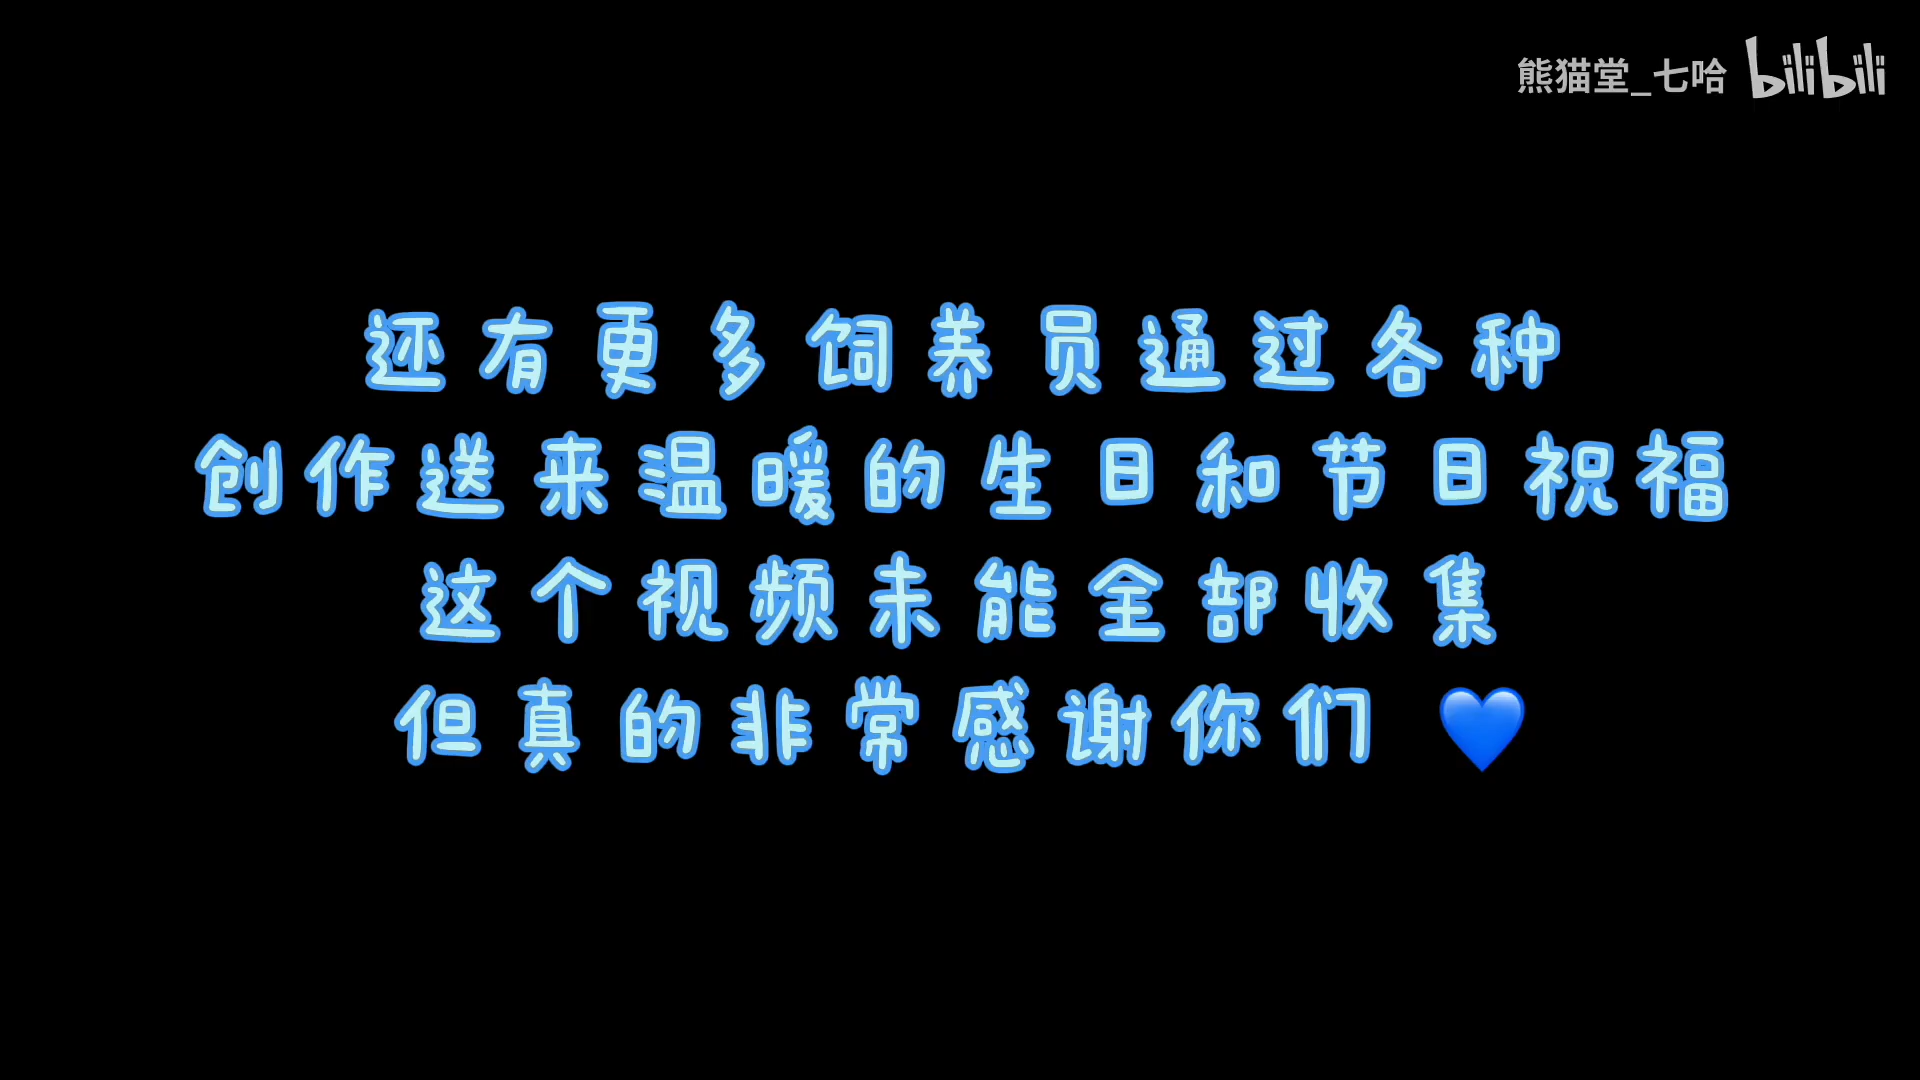 熊猫堂_七哈 bilibili
还有更多饲养员通过各种
创作送来温暖的生日和节日祝福
这个视频未能全部收集
但真的非常感谢你们 💙